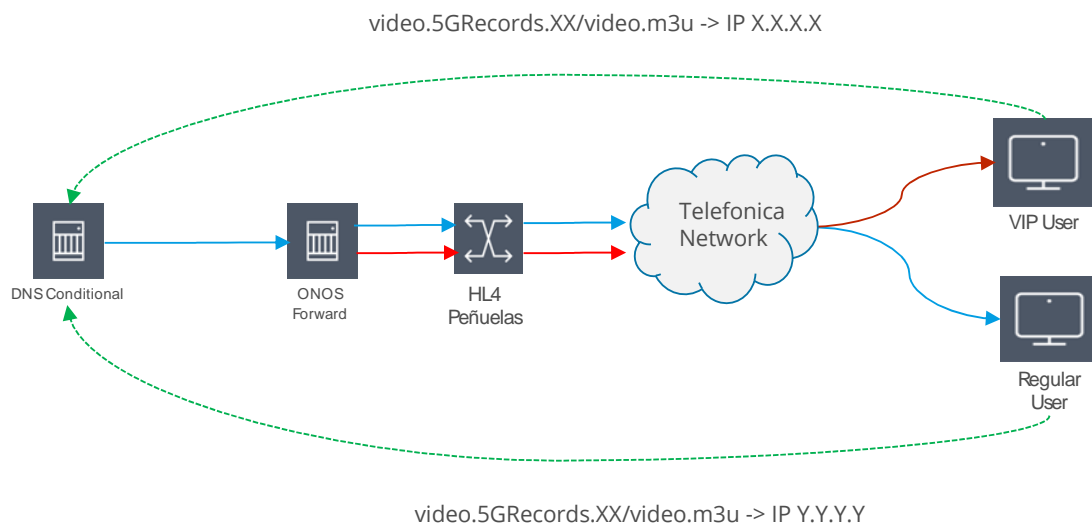 video.5GRecords.XX/video.m3u -> IP X.X.X.X
Telefonica
Network
VIP User
DNS Conditional
ONOS
Forward
HL4
Peñuelas
Regular
User
video.5GRecords.XX/video.m3u -> IP Y.Y.Y.Y